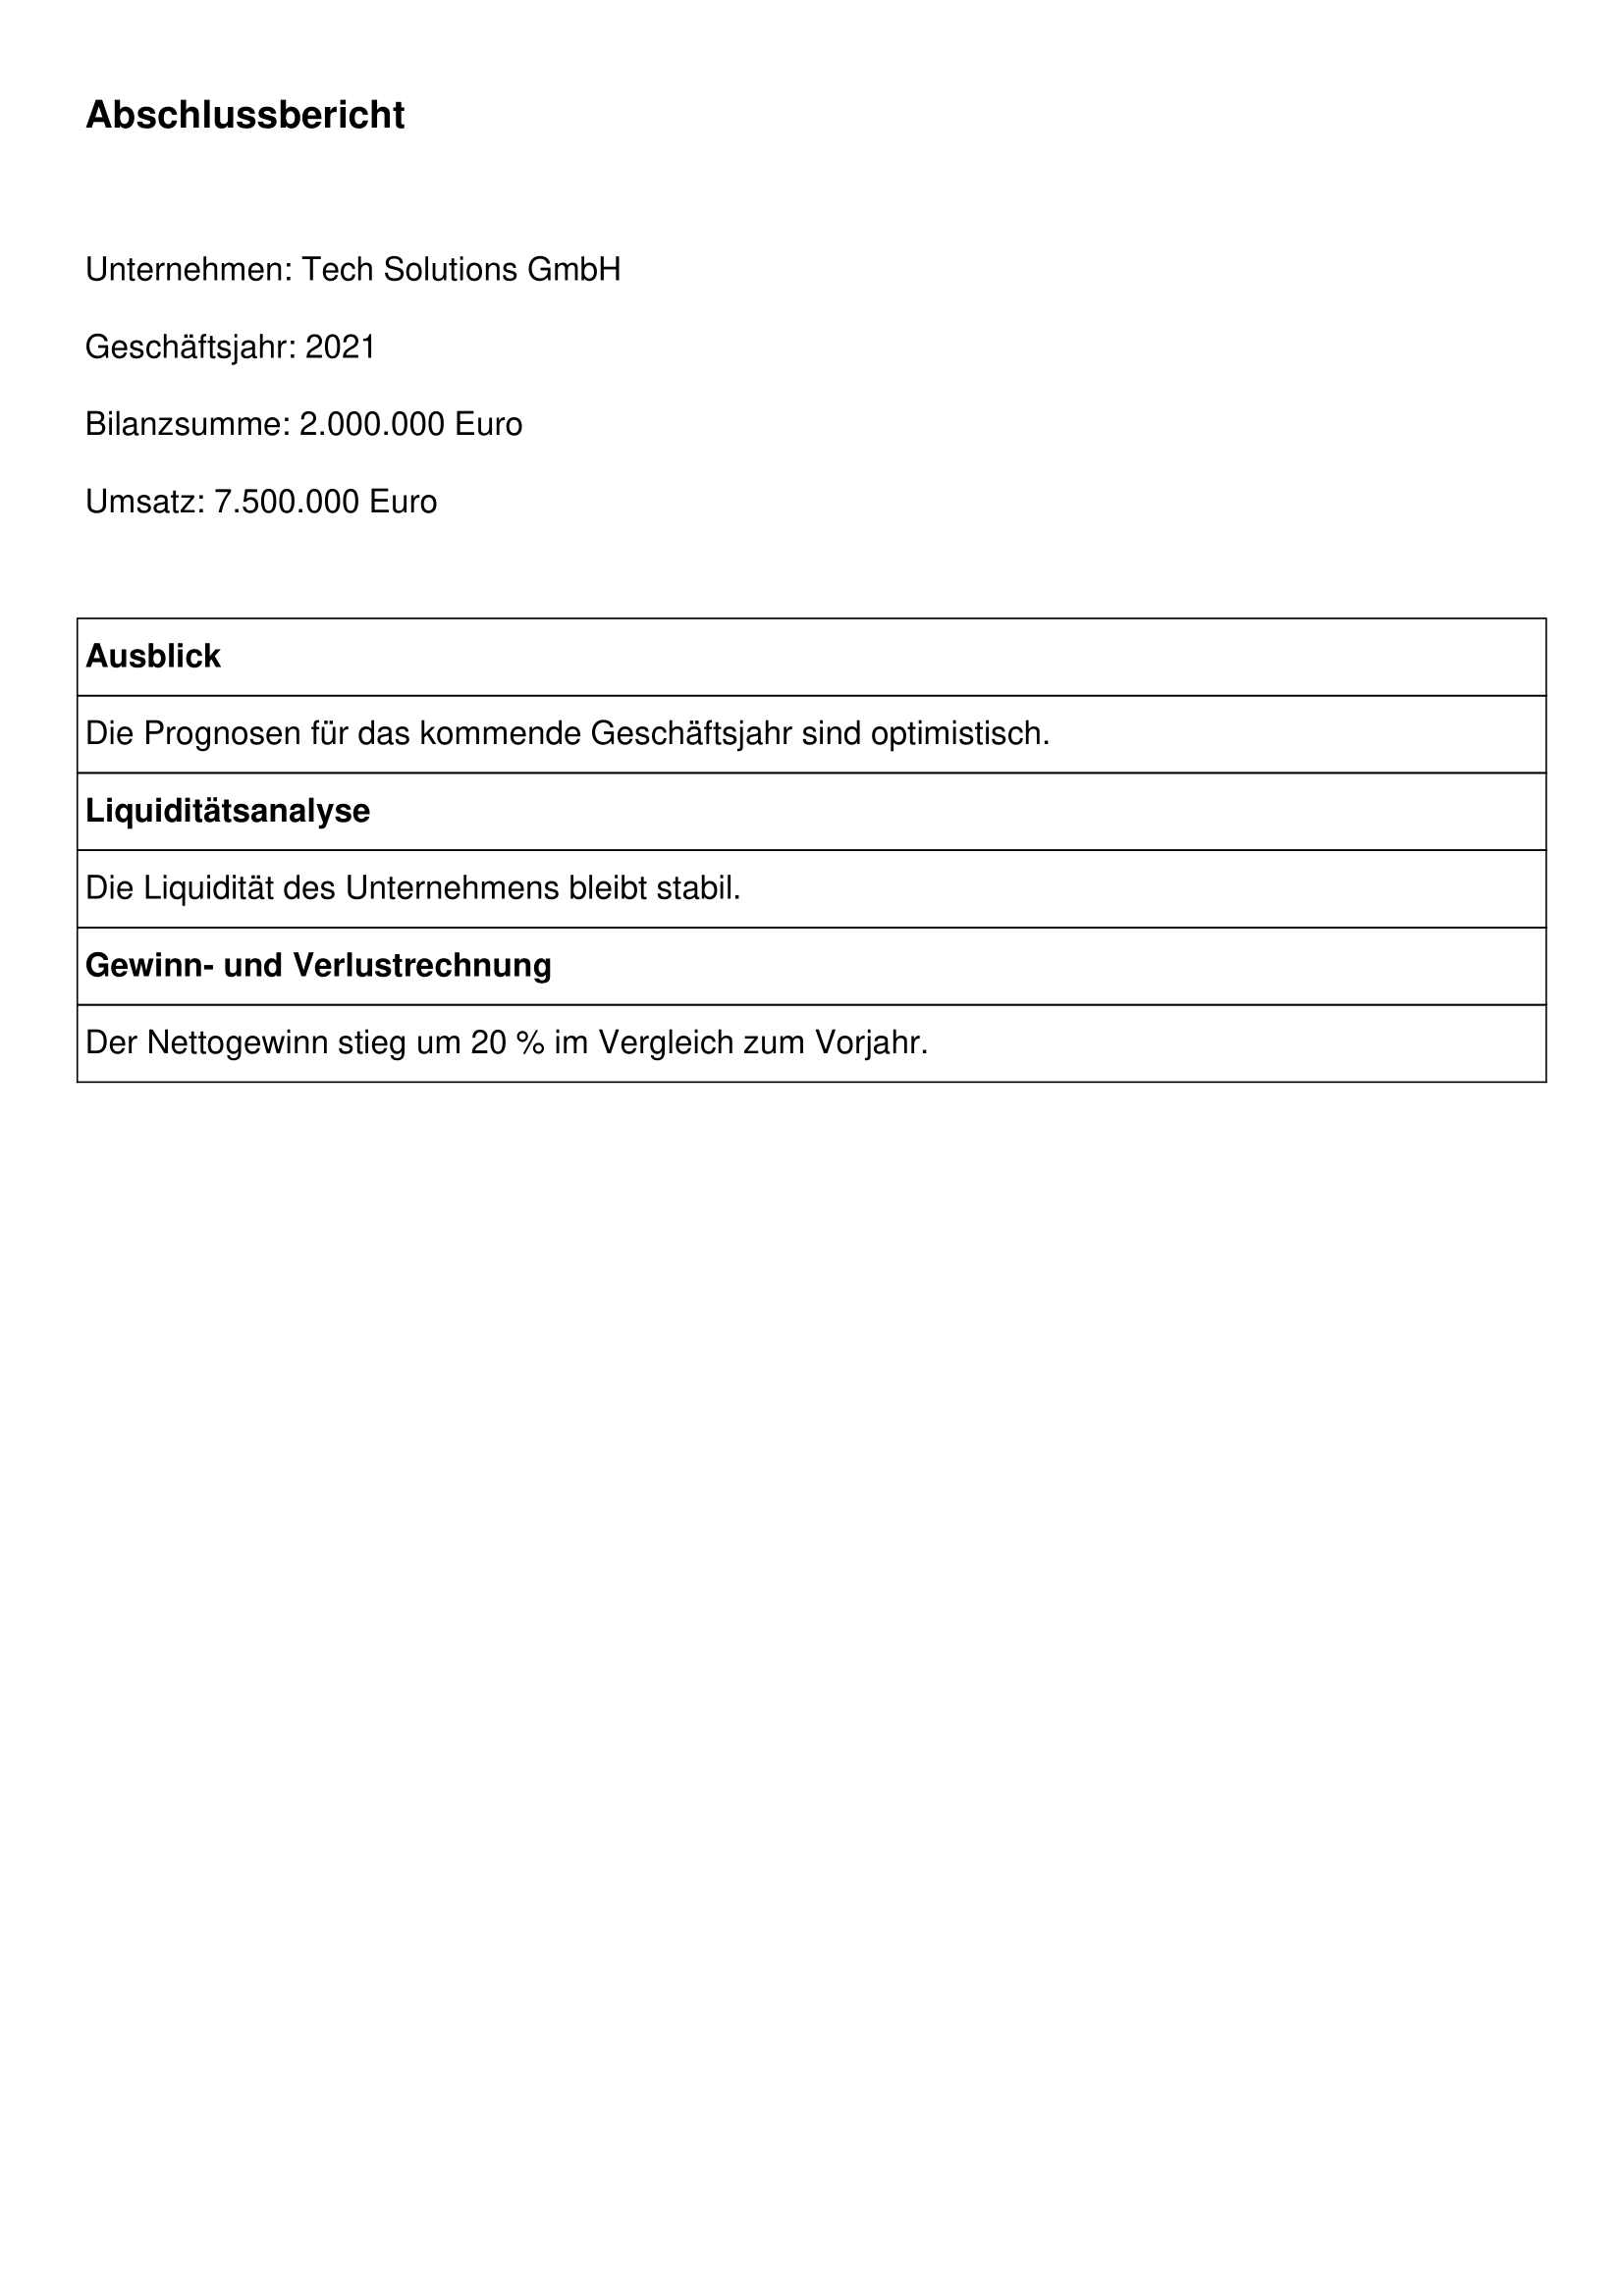 Abschlussbericht
Unternehmen: Tech Solutions GmbH
Geschäftsjahr: 2021
Bilanzsumme: 2.000.000 Euro
Umsatz: 7.500.000 Euro
Ausblick
Die Prognosen für das kommende Geschäftsjahr sind optimistisch.
Liquiditätsanalyse
Die Liquidität des Unternehmens bleibt stabil.
Gewinn- und Verlustrechnung
Der Nettogewinn stieg um 20 % im Vergleich zum Vorjahr.